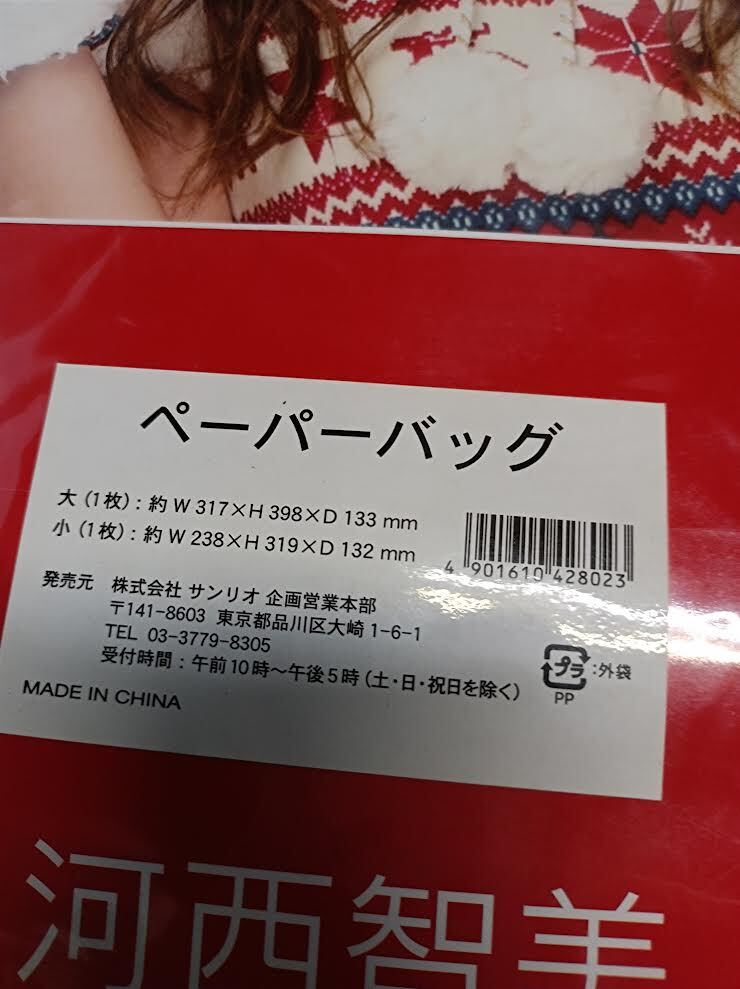 ペーパーバッグ
大（1枚）：約 W 317×H 398×D 133 mm
小（1枚）：約 W 238×H 319×D 132 mm
4 901610 428023
発売元 株式会社 サンリオ 企画営業本部
〒141-8603 東京都品川区大崎 1-6-1
TEL 03-3779-8305
受付時間：午前10時～午後5時（土・日・祝日を除く）
プラ：外袋
PP
MADE IN CHINA
河西智美